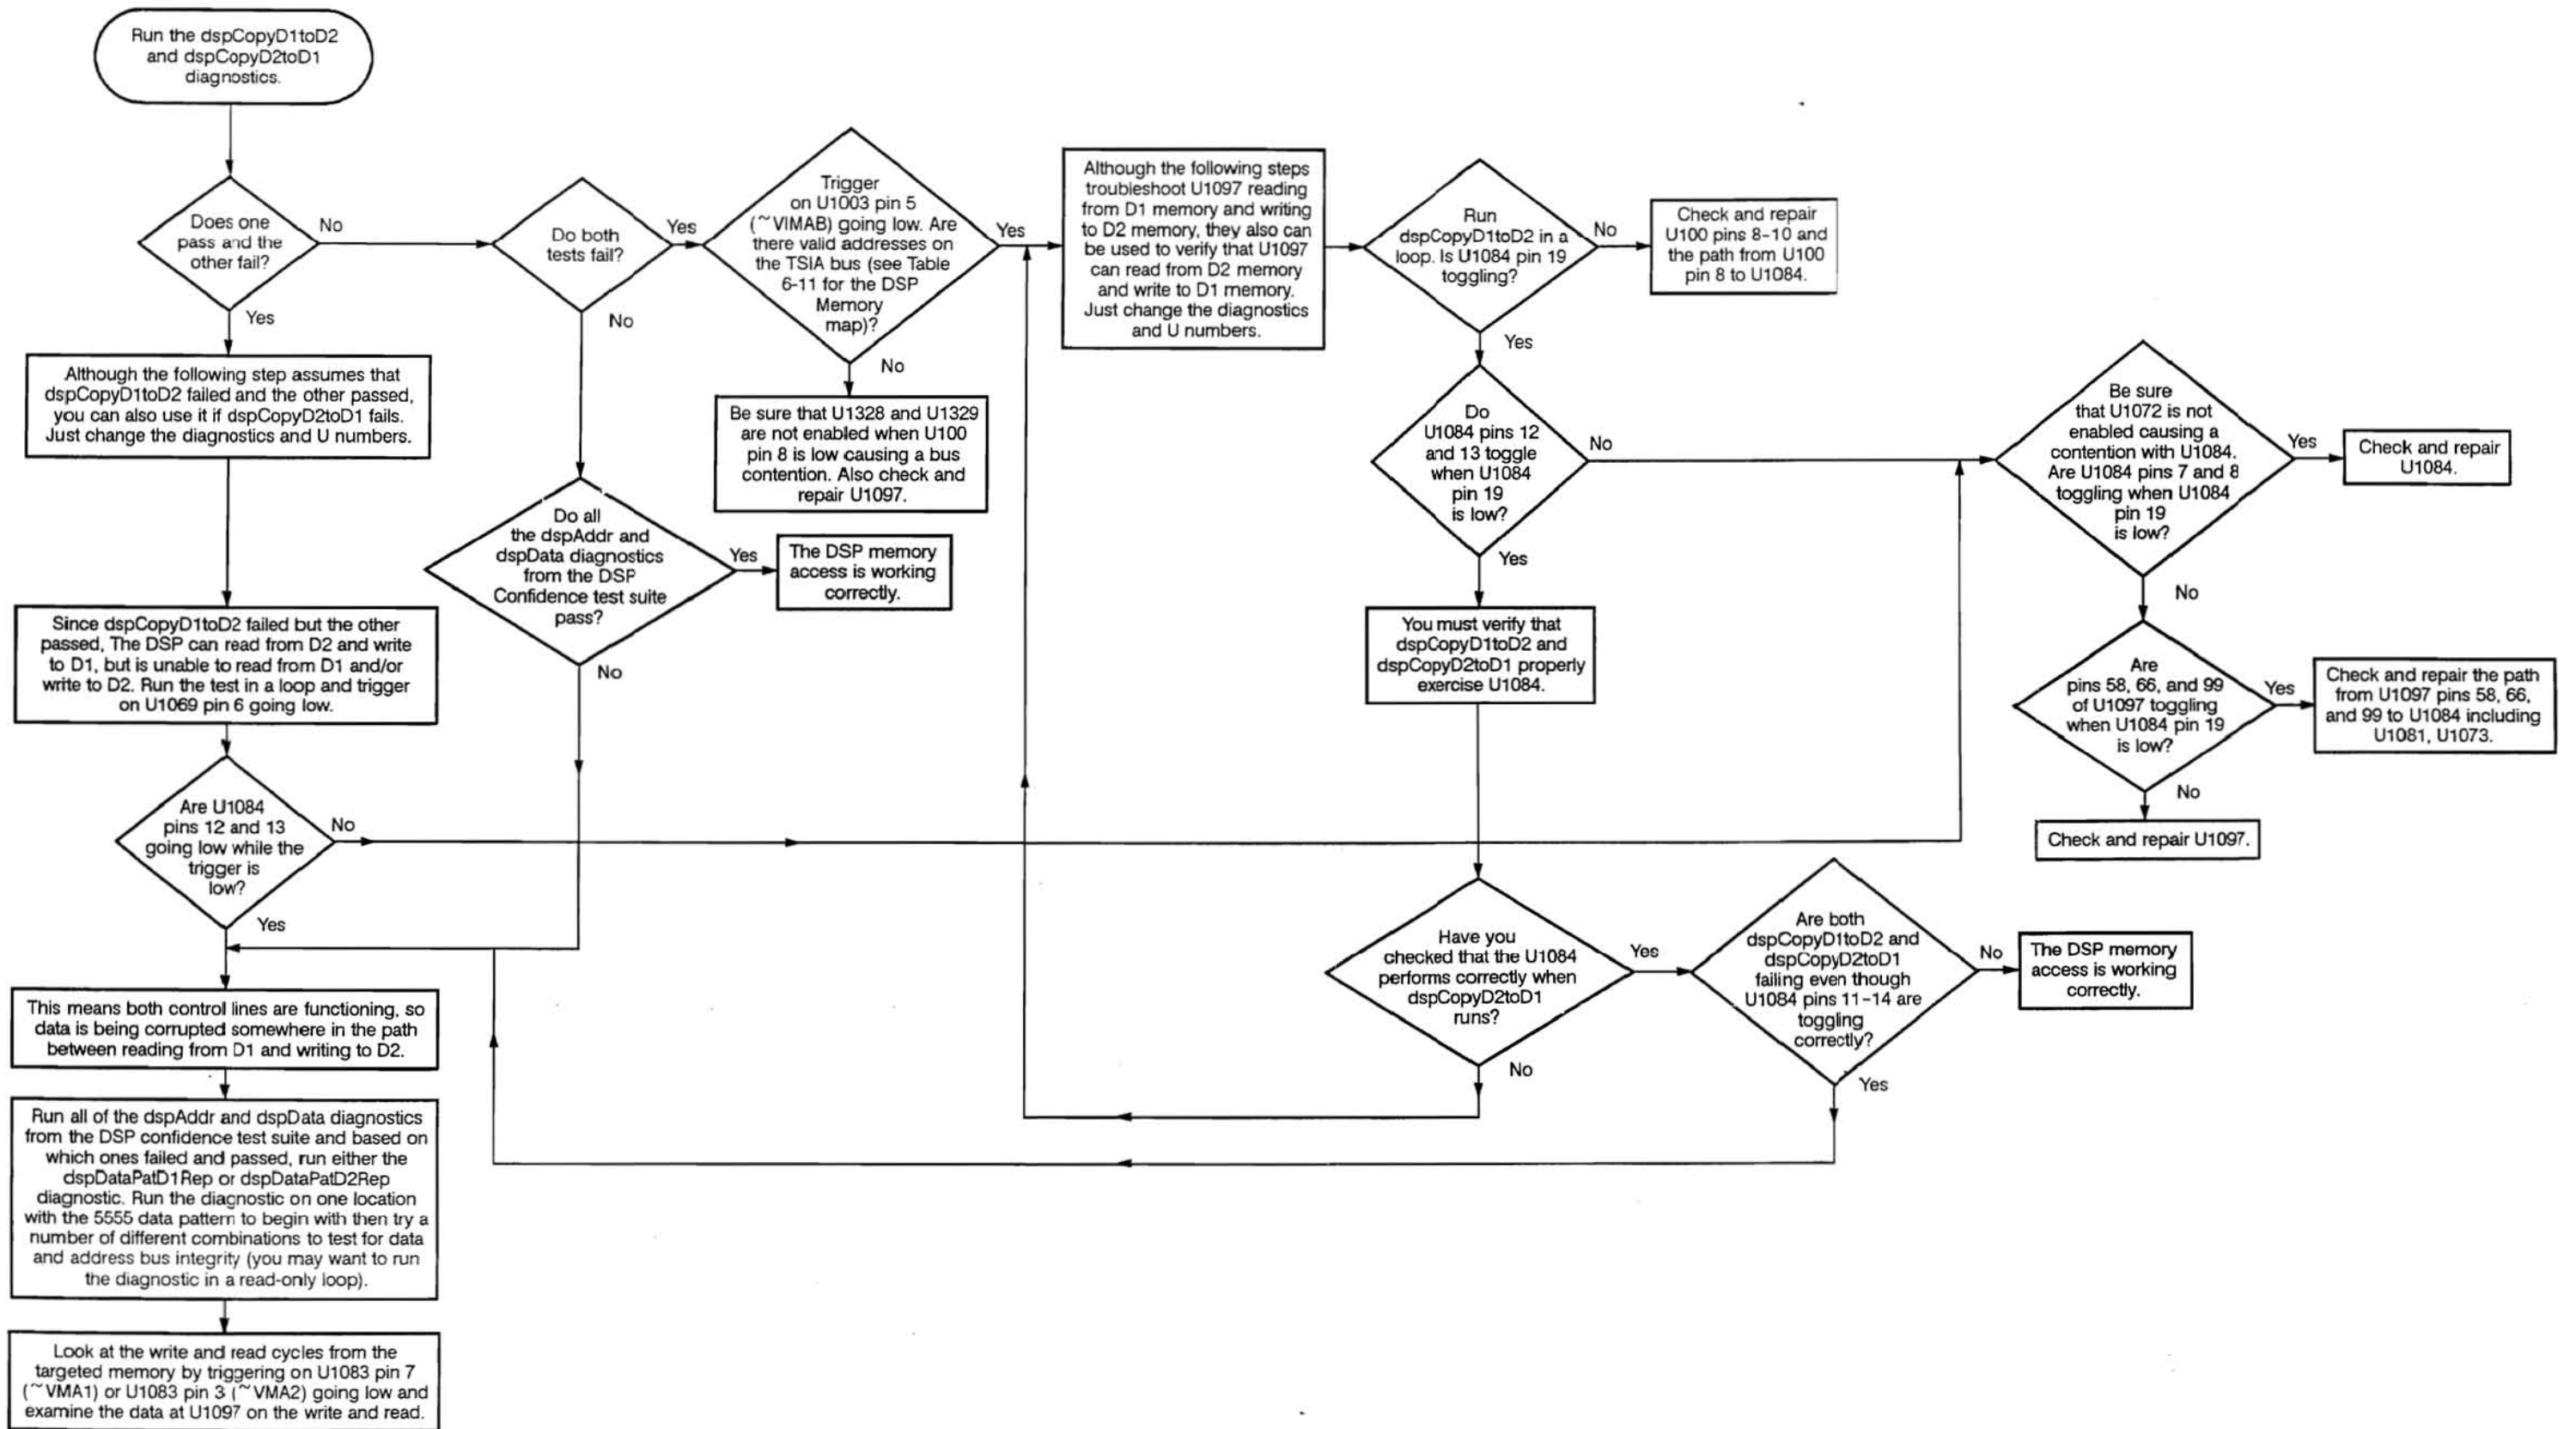 Run the dspCopyD1toD2
and dspCopyD2toD1
diagnostics.
Does one
pass and the
other fail?
No
Yes
Do both
tests fail?
Yes
No
Trigger
on U1003 pin 5
(~VIMAB) going low. Are
there valid addresses on
the TSIA bus (see Table
6-11 for the DSP
Memory
map)?
Yes
No
Although the following steps
troubleshoot U1097 reading
from D1 memory and writing
to D2 memory, they also can
be used to verify that U1097
can read from D2 memory
and write to D1 memory.
Just change the diagnostics
and U numbers.
Run
dspCopyD1toD2 in a
loop. Is U1084 pin 19
toggling?
No
Yes
Check and repair
U100 pins 8-10 and
the path from U100
pin 8 to U1084.
Although the following step assumes that
dspCopyD1toD2 failed and the other passed,
you can also use it if dspCopyD2toD1 fails.
Just change the diagnostics and U numbers.
Be sure that U1328 and U1329
are not enabled when U100
pin 8 is low causing a bus
contention. Also check and
repair U1097.
Do
U1084 pins 12
and 13 toggle
when U1084
pin 19
is low?
No
Yes
Be sure
that U1072 is not
enabled causing a
contention with U1084.
Are U1084 pins 7 and 8
toggling when U1084
pin 19
is low?
Yes
No
Check and repair
U1084.
Do all
the dspAddr and
dspData diagnostics
from the DSP
Confidence test suite
pass?
Yes
No
The DSP memory
access is working
correctly.
Since dspCopyD1toD2 failed but the other
passed, The DSP can read from D2 and write
to D1, but is unable to read from D1 and/or
write to D2. Run the test in a loop and trigger
on U1069 pin 6 going low.
You must verify that
dspCopyD1toD2 and
dspCopyD2toD1 properly
exercise U1084.
Are
pins 58, 66, and 99
of U1097 toggling
when U1084 pin 19
is low?
Yes
No
Check and repair the path
from U1097 pins 58, 66,
and 99 to U1084 including
U1081, U1073.
Check and repair U1097.
Are U1084
pins 12 and 13
going low while the
trigger is
low?
No
Yes
Have you
checked that the U1084
performs correctly when
dspCopyD2toD1
runs?
Yes
No
Are both
dspCopyD1toD2 and
dspCopyD2toD1
failing even though
U1084 pins 11-14 are
toggling
correctly?
No
Yes
The DSP memory
access is working
correctly.
This means both control lines are functioning, so
data is being corrupted somewhere in the path
between reading from D1 and writing to D2.
Run all of the dspAddr and dspData diagnostics
from the DSP confidence test suite and based on
which ones failed and passed, run either the
dspDataPatD1Rep or dspDataPatD2Rep
diagnostic. Run the diagnostic on one location
with the 5555 data pattern to begin with then try a
number of different combinations to test for data
and address bus integrity (you may want to run
the diagnostic in a read-only loop).
Look at the write and read cycles from the
targeted memory by triggering on U1083 pin 7
(~VMA1) or U1083 pin 3 (~VMA2) going low and
examine the data at U1097 on the write and read.